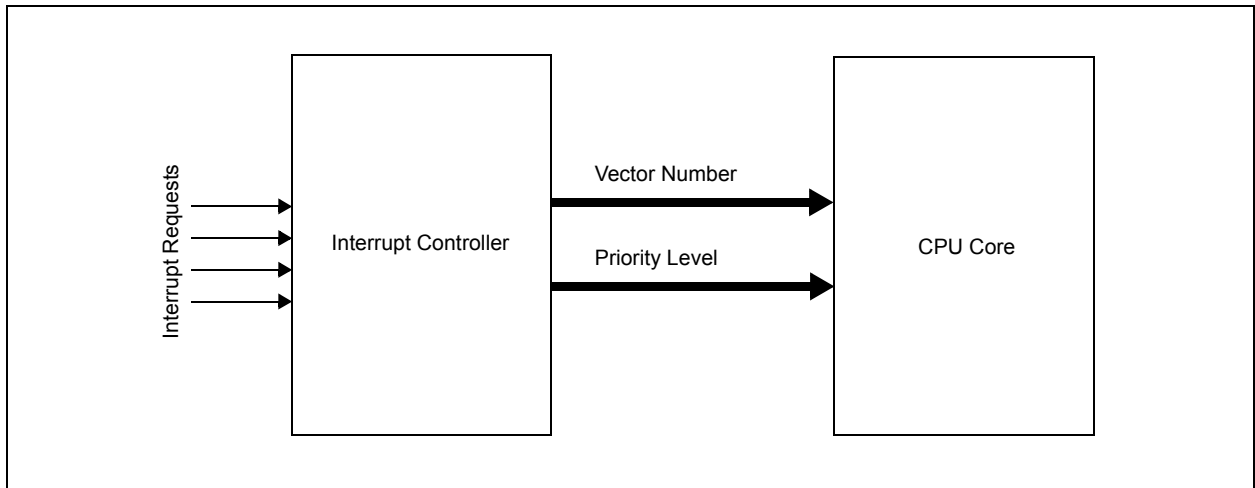 Interrupt Requests
Interrupt Controller
Vector Number
Priority Level
CPU Core